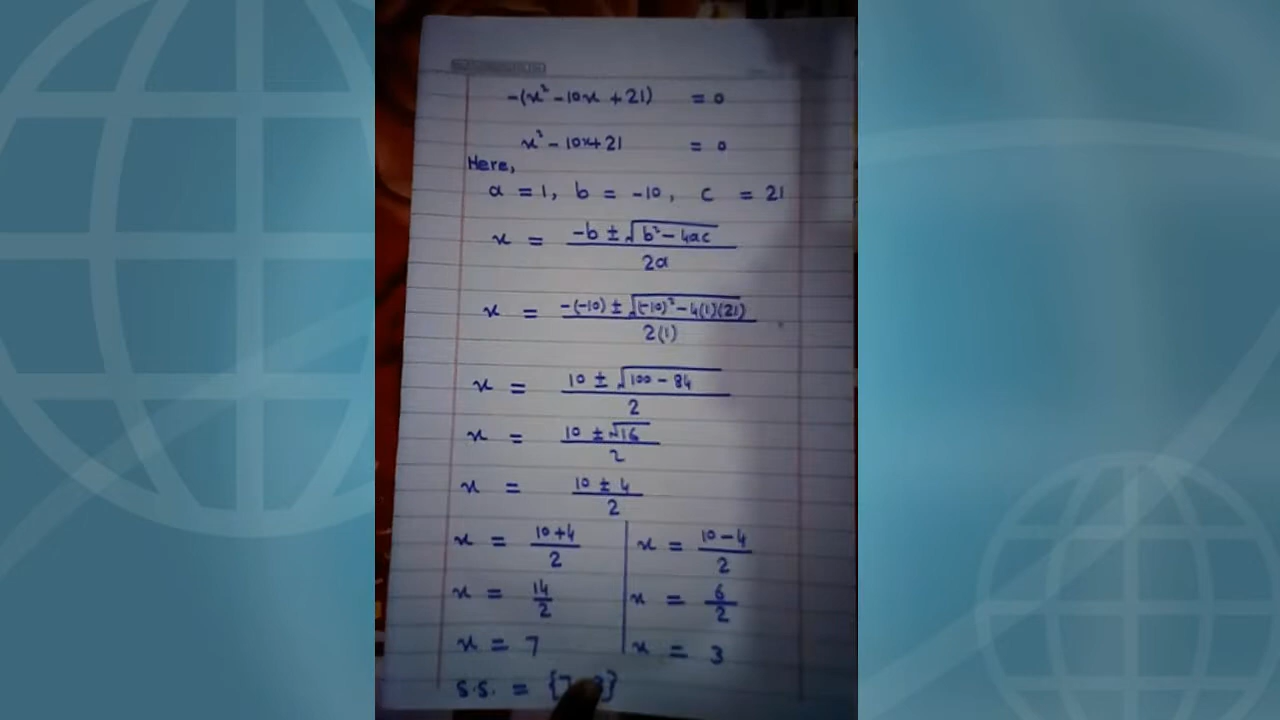 -(x² - 10x + 21) = 0
x² - 10x + 21 = 0
Here,
a = 1, b = -10, c = 21
x = -b ± √b² - 4ac / 2a
x = -(-10) ± √(-10)² - 4(1)(21) / 2(1)
x = 10 ± √100 - 84 / 2
x = 10 ± √16 / 2
x = 10 ± 4 / 2
x = 10+4 / 2 | x = 10-4 / 2
x = 14/2 | x = 6/2
x = 7 | x = 3
S.S. = {7, 3}